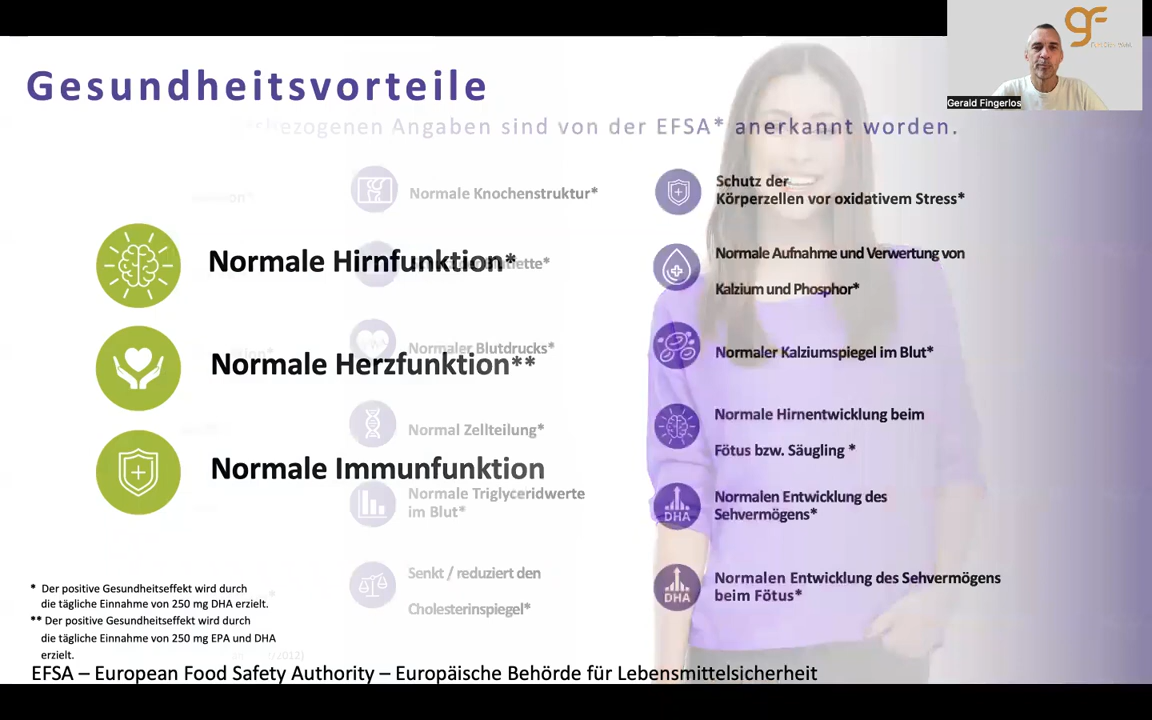 Gerald Fingerlos
Gesundheitsvorteile
bezogenen Angaben sind von der EFSA* anerkannt worden.
Normale Hirnfunktion*
Normale Herzfunktion**
Normale Immunfunktion
Normale Knochenstruktur*
Normaler Blutdrucks*
Normal Zellteilung*
Normale Triglyceridwerte
im Blut*
Senkt / reduziert den
Cholesterinspiegel*
Schutz der
Körperzellen vor oxidativem Stress*
Normale Aufnahme und Verwertung von
Kalzium und Phosphor*
Normaler Kalziumspiegel im Blut*
Normale Hirnentwicklung beim
Fötus bzw. Säugling *
DHA
Normalen Entwicklung des
Sehvermögens*
DHA
Normalen Entwicklung des Sehvermögens
beim Fötus*
* Der positive Gesundheitseffekt wird durch
die tägliche Einnahme von 250 mg DHA erzielt.
** Der positive Gesundheitseffekt wird durch
die tägliche Einnahme von 250 mg EPA und DHA
erzielt.
EFSA – European Food Safety Authority – Europäische Behörde für Lebensmittelsicherheit